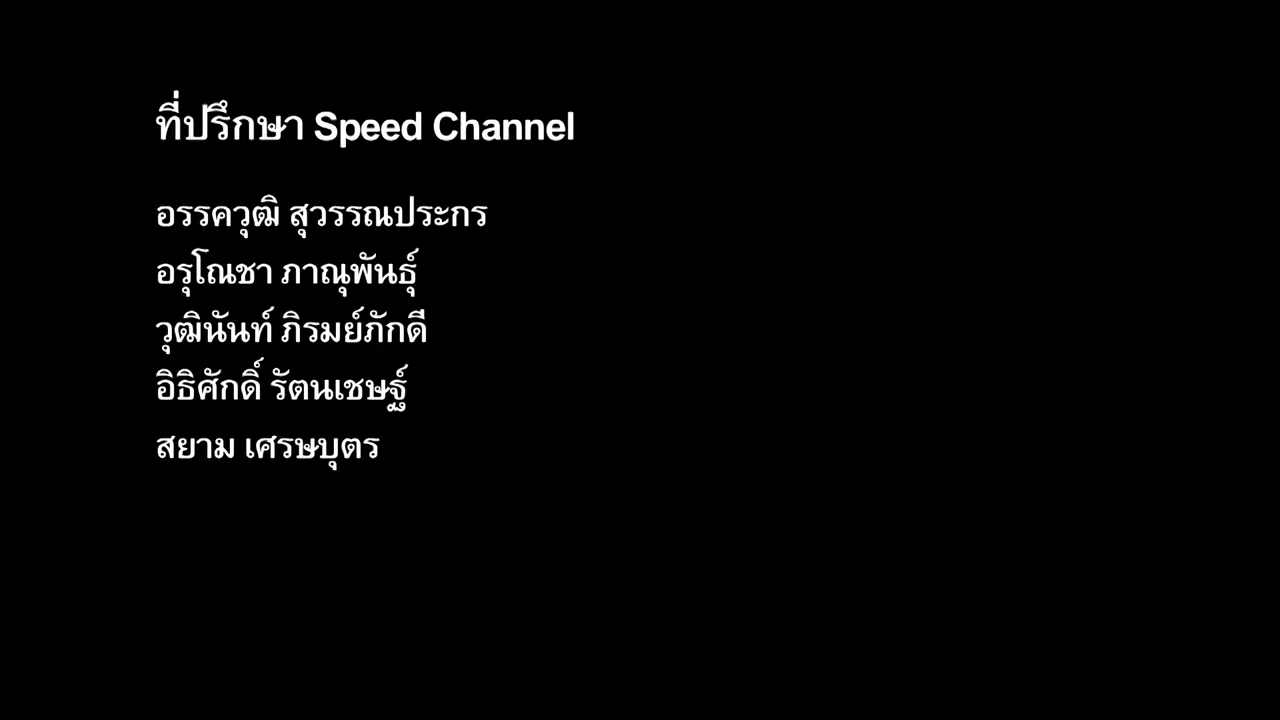 ที่ปรึกษา Speed Channel
อรรควุฒิ สุวรรณประกร
อรุโณชา ภาณุพันธุ์
วุฒินันท์ ภิรมย์ภักดี
อิธิศักดิ์ รัตนเชษฐ์
สยาม เศรษบุตร